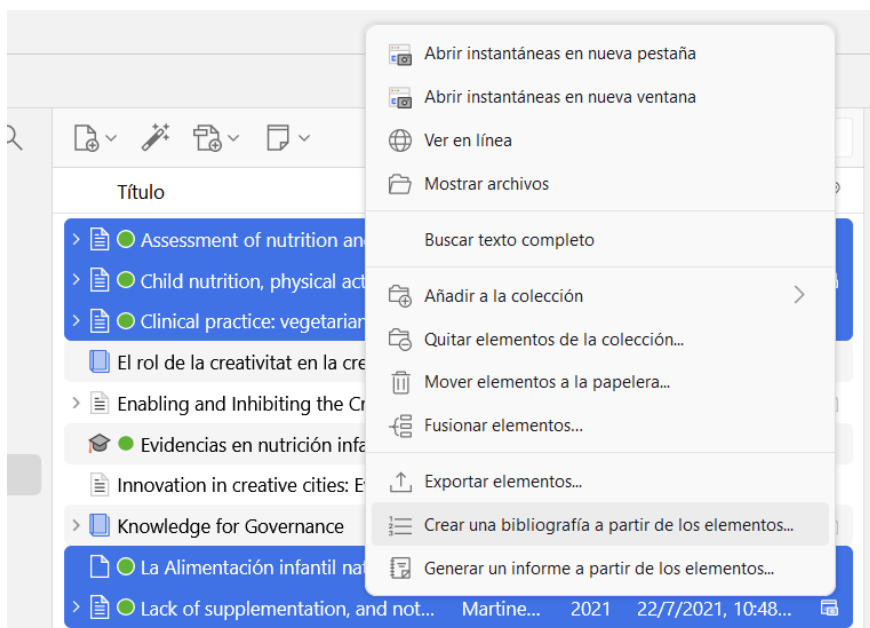 Abrir instantáneas en nueva pestaña
Abrir instantáneas en nueva ventana
Ver en línea
Mostrar archivos
Buscar texto completo
Añadir a la colección
Quitar elementos de la colección...
Mover elementos a la papelera...
Fusionar elementos...
Exportar elementos...
Crear una bibliografía a partir de los elementos...
Generar un informe a partir de los elementos...
Título
Assessment of nutrition an
Child nutrition, physical act
Clinical practice: vegetarian
El rol de la creativitat en la cre
Enabling and Inhibiting the Cr
Evidencias en nutrición infa
Innovation in creative cities: E
Knowledge for Governance
La Alimentación infantil nat
Lack of supplementation, and not... Martine... 2021 22/7/2021, 10:48...